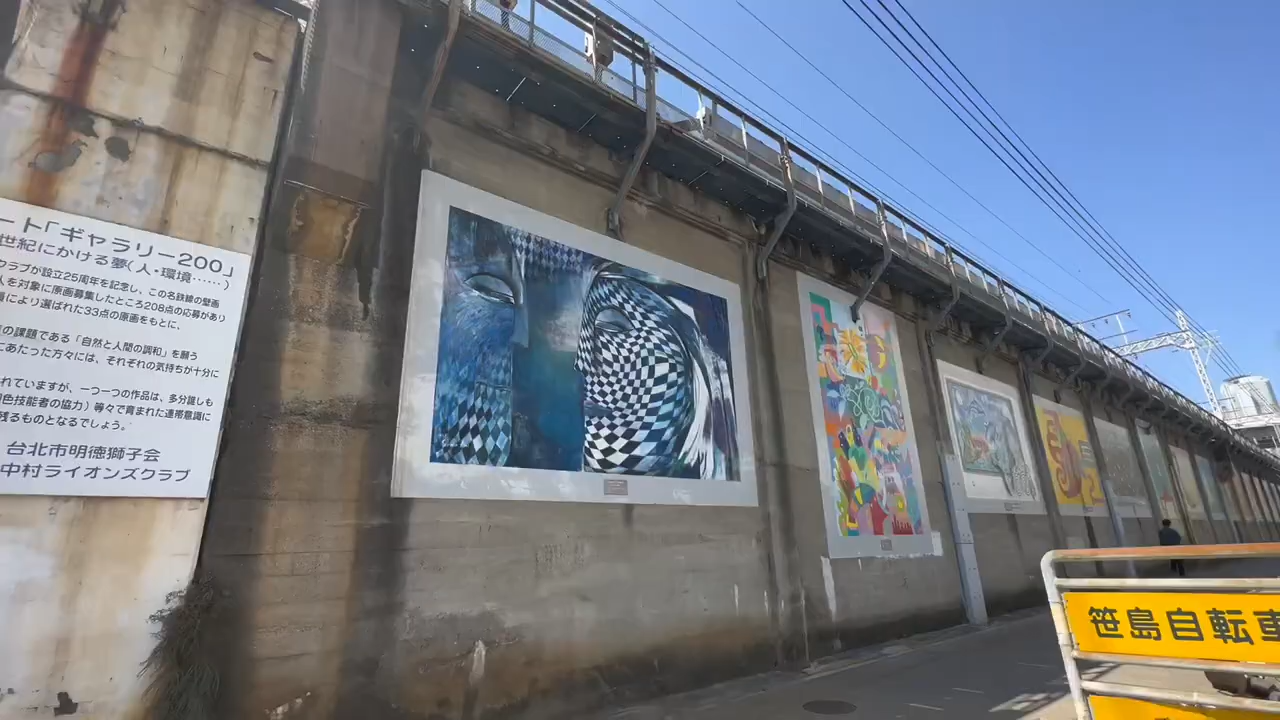 ート「ギャラリー200」
世紀にかける夢(人・環境……)
クラブが設立25周年を記念し、この名鉄線の壁画
を対象に原画募集したところ208点の応募があり
により選ばれた33点の原画をもとに、
の課題である「自然と人間の調和」を願う
にあたった方々には、それぞれの気持ちが十分に
れていますが、一つ一つの作品は、多分識しも
色技能者の協力)等々で育まれた連帯意識に
残るものとなるでしょう。
台北市明徳獅子会
中村ライオンズクラブ
笹島自転車